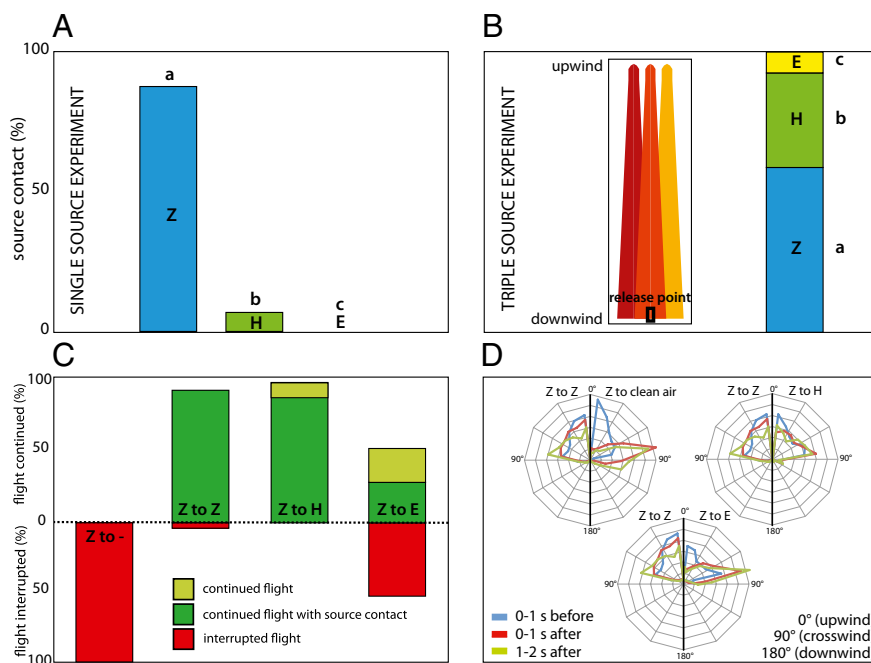 A
100
50
0
source contact (%)
SINGLE SOURCE EXPERIMENT
a
Z
b
H
c
E
B
TRIPLE SOURCE EXPERIMENT
upwind
release point
downwind
E
c
H
b
Z
a
C
100
50
0
50
100
flight continued (%)
flight interrupted (%)
Z to -
Z to Z
Z to H
Z to E
continued flight
continued flight with source contact
interrupted flight
D
Z to Z
0°
Z to clean air
90°
90°
180°
Z to Z
0°
Z to H
90°
90°
180°
Z to Z
0°
Z to E
90°
90°
180°
0-1 s before
0-1 s after
1-2 s after
0° (upwind
90° (crosswind
180° (downwind